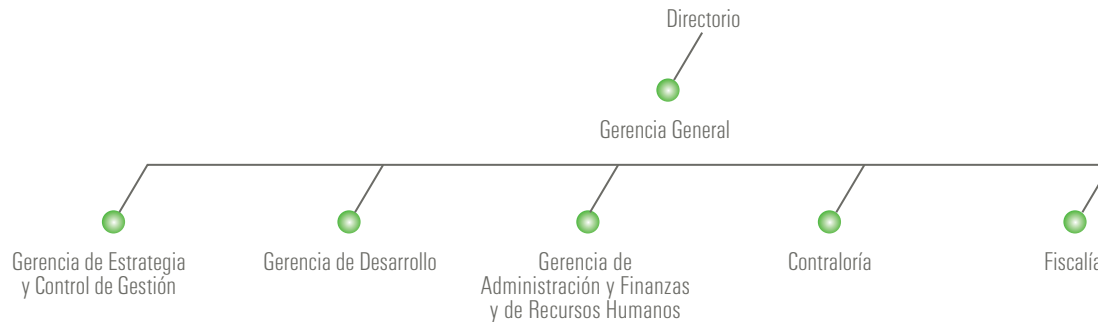 Directorio
Gerencia General
Gerencia de Estrategia
y Control de Gestión
Gerencia de Desarrollo
Gerencia de
Administración y Finanzas
y de Recursos Humanos
Contraloría
Fiscalía